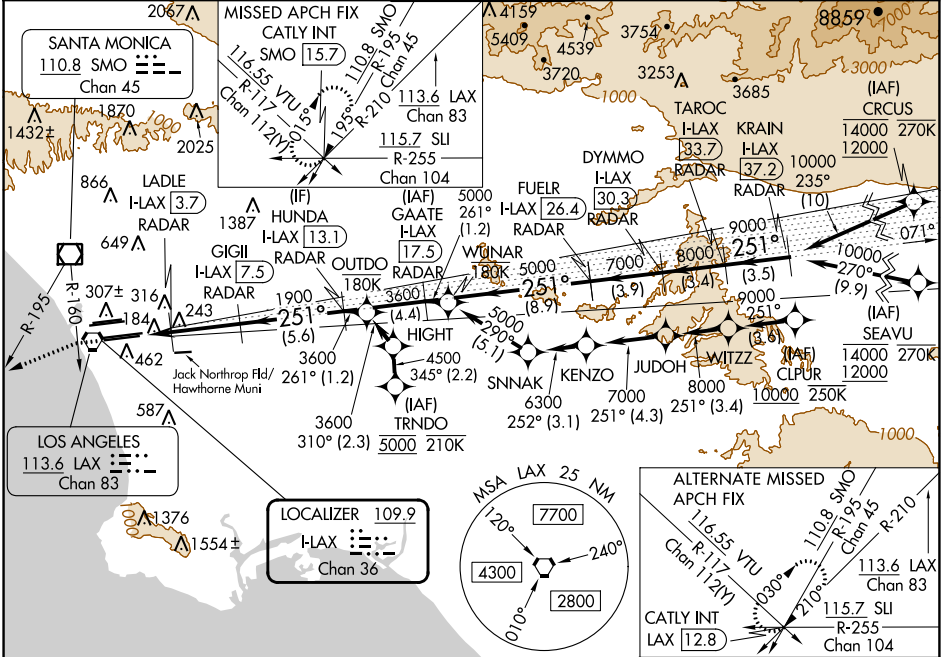 2067
SANTA MONICA
110.8 SMO
Chan 45
1432±
1870
1000
2025
MISSED APCH FIX
CATLY INT
SMO 15.7
110.8 SMO
R-195
Chan 45
R-210
116.55 VTU
R-117
Chan 112(Y)
015°
195°
113.6 LAX
Chan 83
115.7 SLI
R-255
Chan 104
4159
5409
4539
3754
3720
3253
3685
8859
7000
3000
1000
(IAF)
CRCUS
14000 270K
12000
TAROC
I-LAX
33.7
RADAR
KRAIN
I-LAX
37.2
RADAR
10000
235°
(10)
DYMMO
I-LAX
30.3
RADAR
FUELR
I-LAX 26.4
RADAR
5000
261°
(1.2)
WUNAR
180K
(IAF)
GAATE
I-LAX
17.5
RADAR
(IF)
HUNDA
I-LAX 13.1
RADAR
OUTDO
180K
GIGII
I-LAX 7.5
RADAR
LADLE
I-LAX 3.7
RADAR
866
649
1387
307±
316
184
243
462
587
R-195
R-160
1900
251°
(5.6)
3600
(4.4)
5000
251°
(8.9)
7000
(3.9)
8000
(3.4)
9000
251°
(3.5)
071°
10000
270°
(9.9)
(IAF)
SEAVU
14000 270K
12000
9000
251°
(3.6)
(IAF)
CLPUR
10000 250K
WITZZ
8000
251° (3.4)
JUDOH
7000
251° (4.3)
KENZO
6300
252° (3.1)
SNNAK
5000
290°
(5.1)
HIGHT
4500
345° (2.2)
(IAF)
TRNDO
5000 210K
3600
310° (2.3)
3600
261° (1.2)
Jack Northrop Fld/
Hawthorne Muni
LOS ANGELES
113.6 LAX
Chan 83
LOCALIZER 109.9
I-LAX
Chan 36
1000
1376
1554±
MSA LAX 25 NM
120°
7700
240°
4300
2800
010°
1000
ALTERNATE MISSED
APCH FIX
110.8 SMO
R-195
Chan 45
R-210
116.55 VTU
R-117
Chan 112(Y)
030°
210°
113.6 LAX
Chan 83
115.7 SLI
R-255
Chan 104
CATLY INT
LAX 12.8